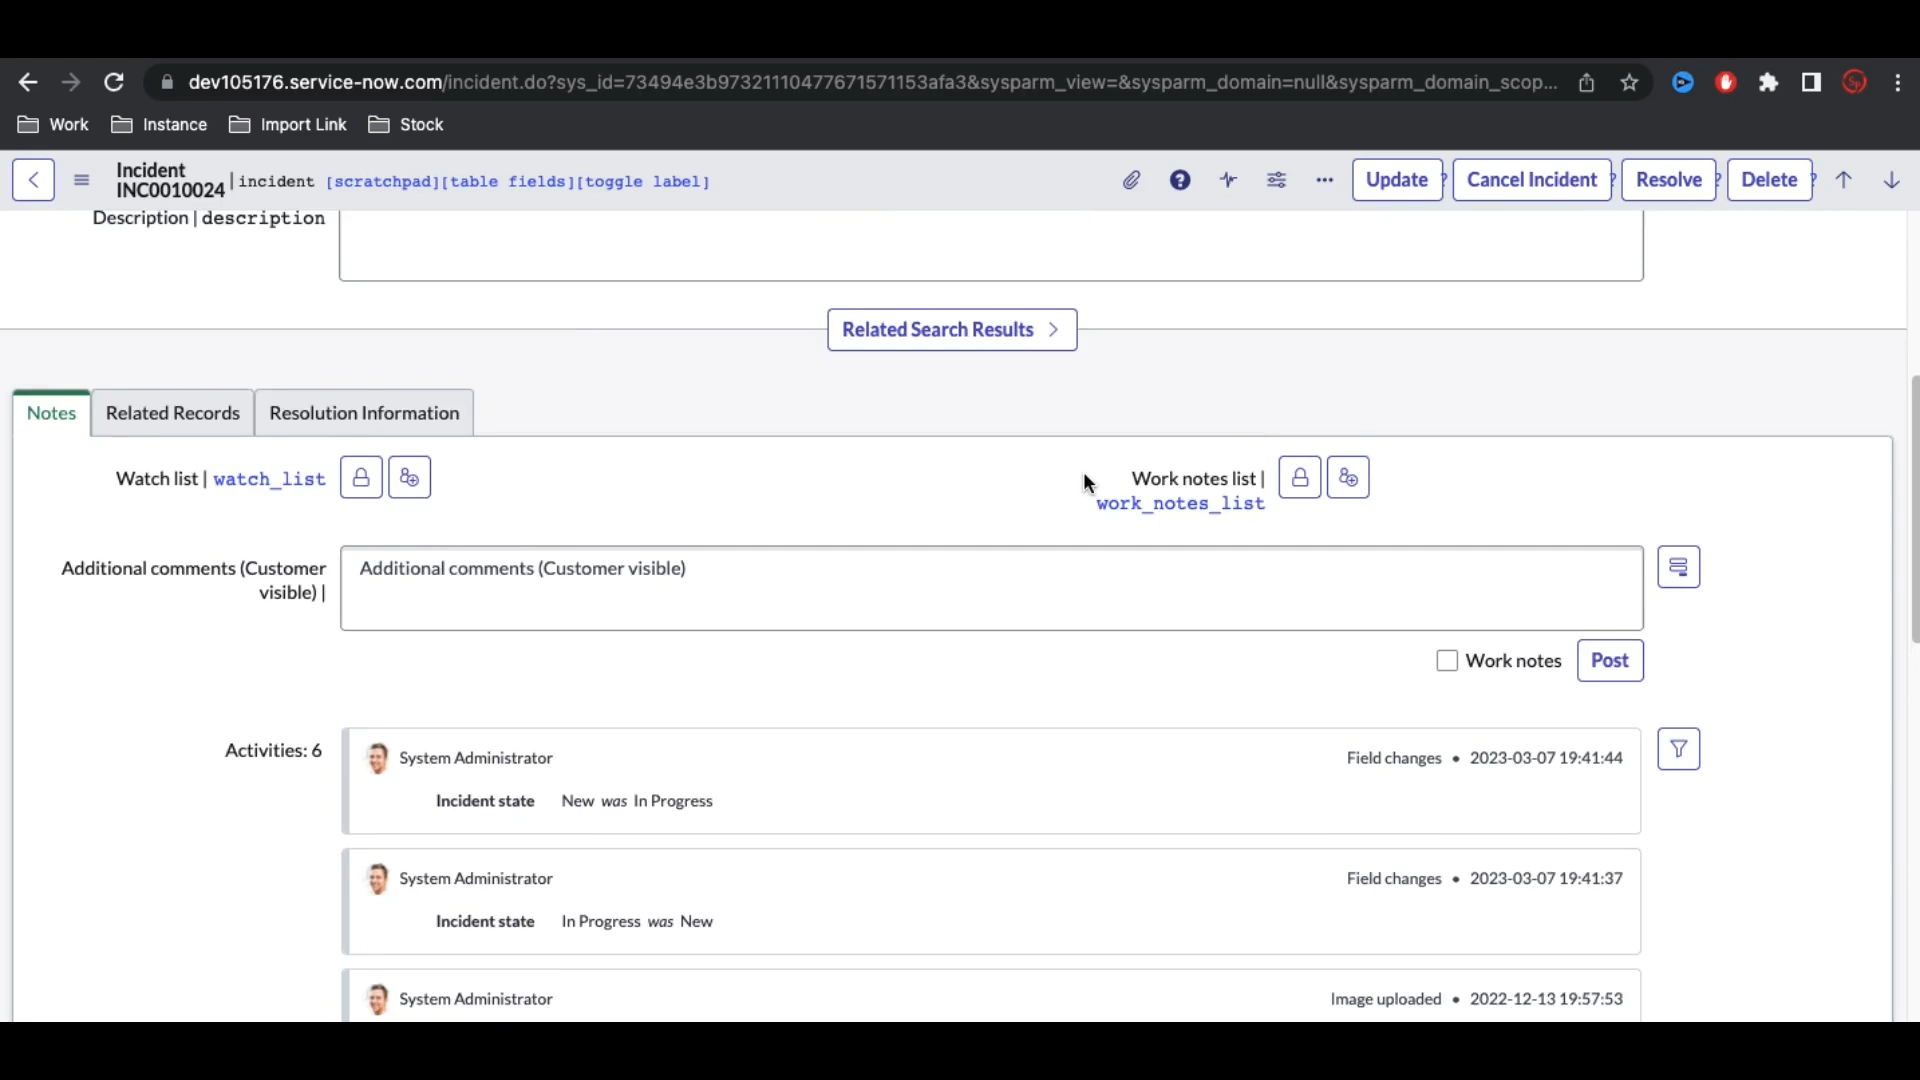 dev105176.service-now.com/incident.do?sys_id=73494e3b97321110477671571153afa3&sysparm_view=&sysparm_domain=null&sysparm_domain_scop...
Work Instance Import Link Stock
Incident
INC0010024 | incident [scratchpad][table fields][toggle label] Update ? Cancel Incident ? Resolve ? Delete ?
Description | description
Related Search Results
Notes Related Records Resolution Information
Watch list | watch_list Work notes list |
work_notes_list
Additional comments (Customer Additional comments (Customer visible)
visible) |
Work notes Post
Activities: 6 System Administrator Field changes • 2023-03-07 19:41:44
Incident state New was In Progress
System Administrator Field changes • 2023-03-07 19:41:37
Incident state In Progress was New
System Administrator Image uploaded • 2022-12-13 19:57:53